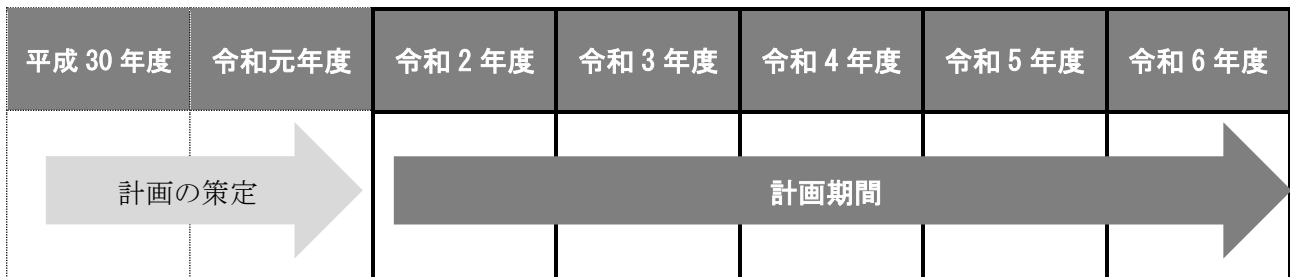 平成 30 年度 令和元年度 令和 2 年度 令和 3 年度 令和 4 年度 令和 5 年度 令和 6 年度
計画の策定 計画期間